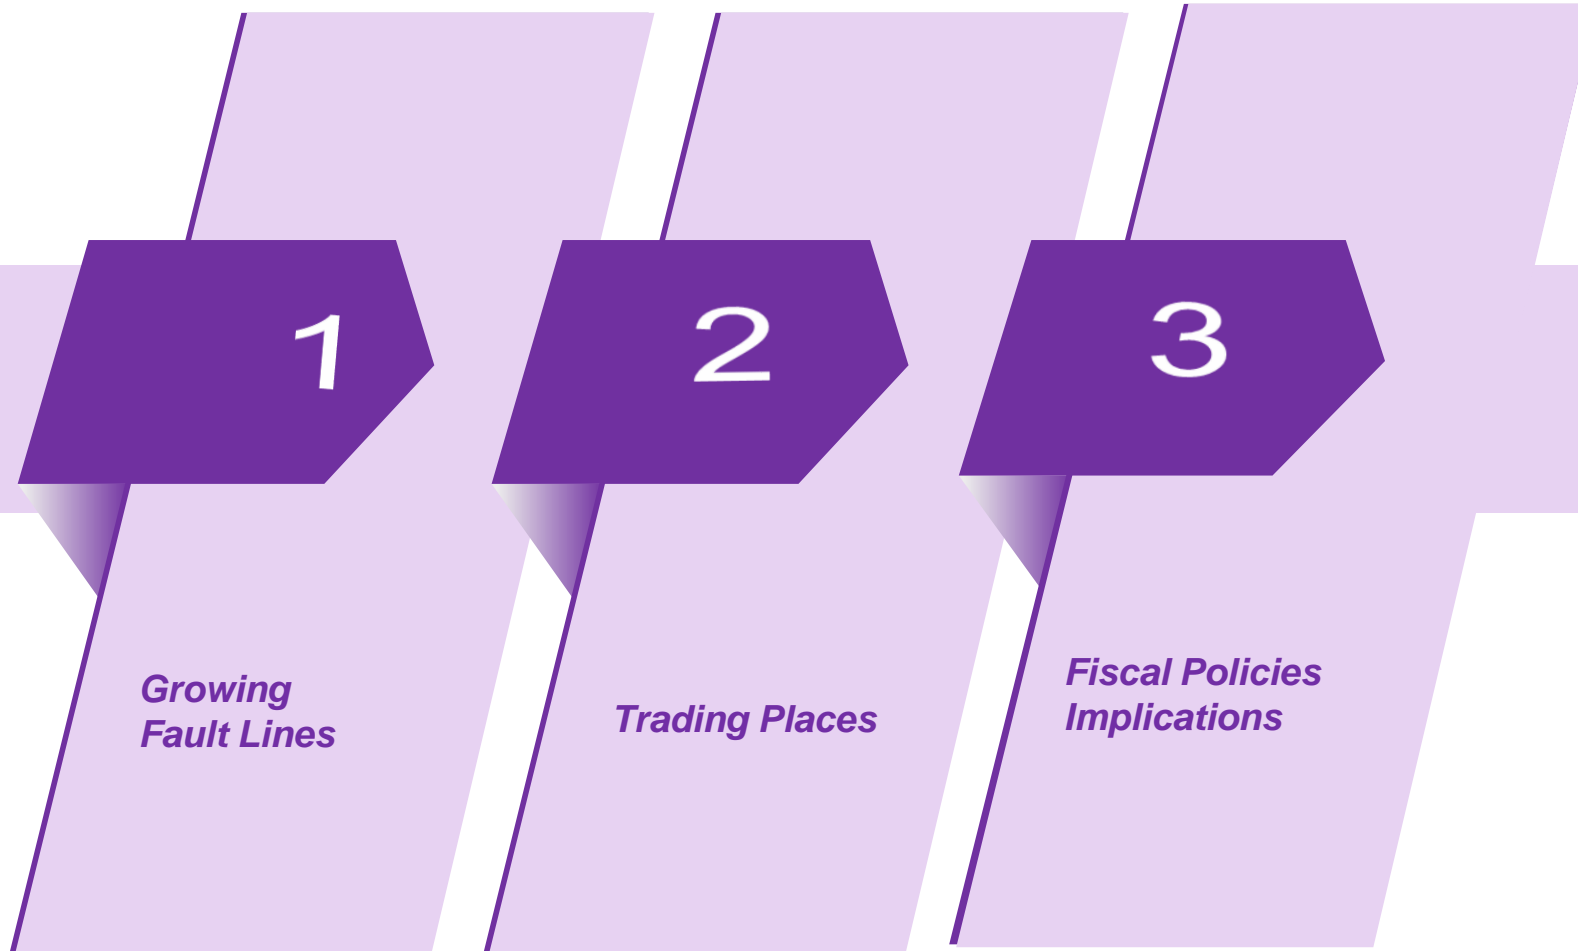 1
Growing
Fault Lines
2
Trading Places
3
Fiscal Policies
Implications